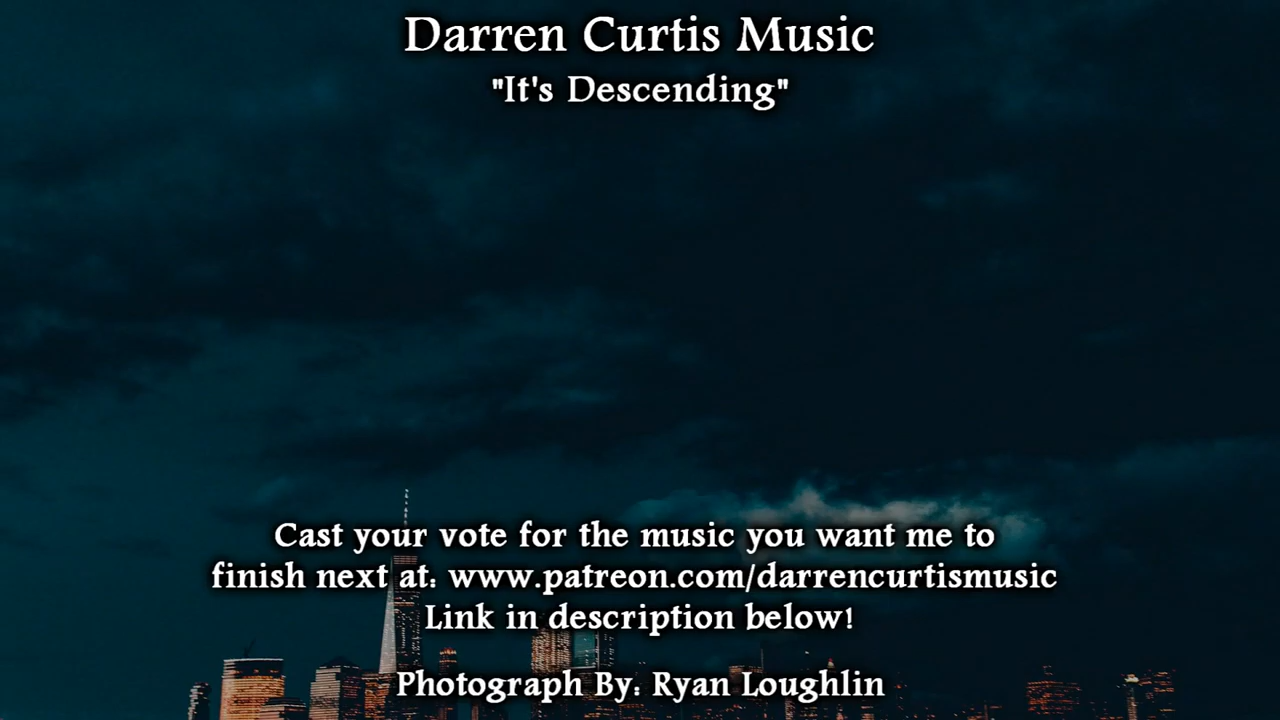 Darren Curtis Music
"It's Descending"
Cast your vote for the music you want me to
finish next at: www.patreon.com/darrencurtismusic
Link in description below!
Photograph By: Ryan Loughlin